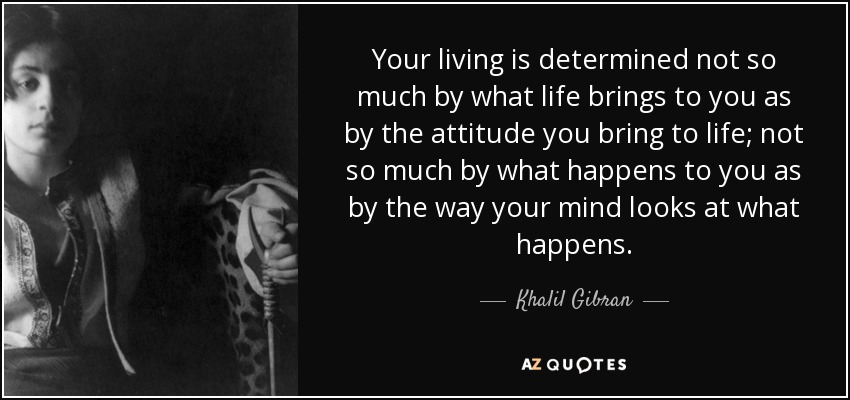 Your living is determined not so
much by what life brings to you as
by the attitude you bring to life; not
so much by what happens to you as
by the way your mind looks at what
happens.
Khalil Gibran
AZ QUOTES